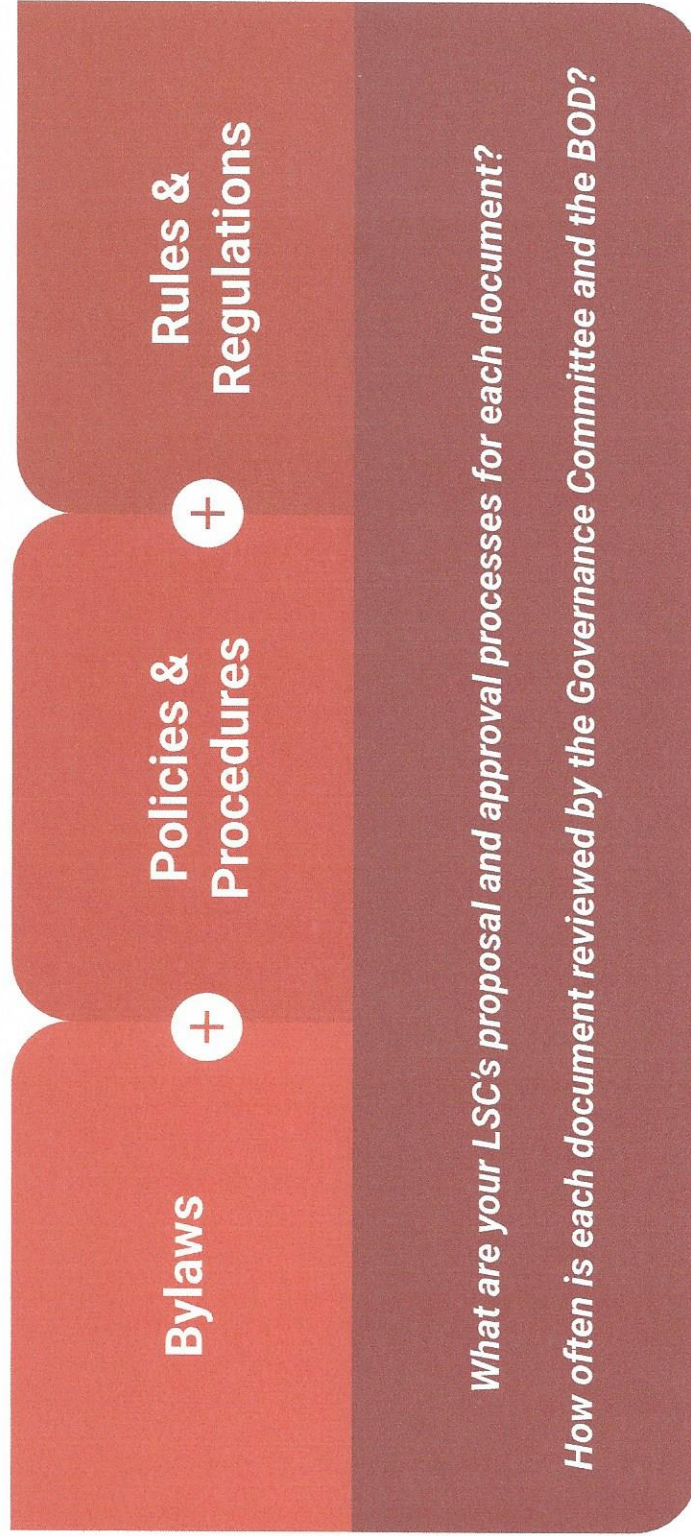 Bylaws
+
Policies &
Procedures
+
Rules &
Regulations
What are your LSC's proposal and approval processes for each document?
How often is each document reviewed by the Governance Committee and the BOD?